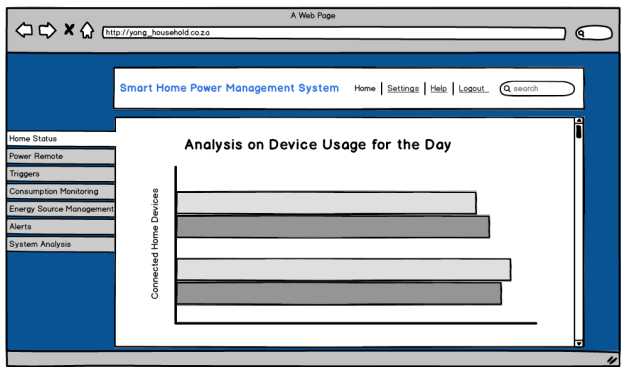 A Web Page
http://yang_household.co.za
Smart Home Power Management System Home Settings Help Logout search
Home Status
Power Remote
Triggers
Consumption Monitoring
Energy Source Management
Alerts
System Analysis
Analysis on Device Usage for the Day
Connected Home Devices